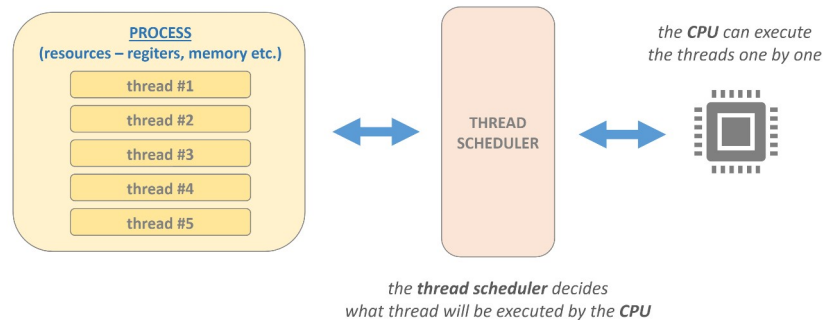 PROCESS
(resources – regiters, memory etc.)
thread #1
thread #2
thread #3
thread #4
thread #5
THREAD
SCHEDULER
the CPU can execute
the threads one by one
the thread scheduler decides
what thread will be executed by the CPU